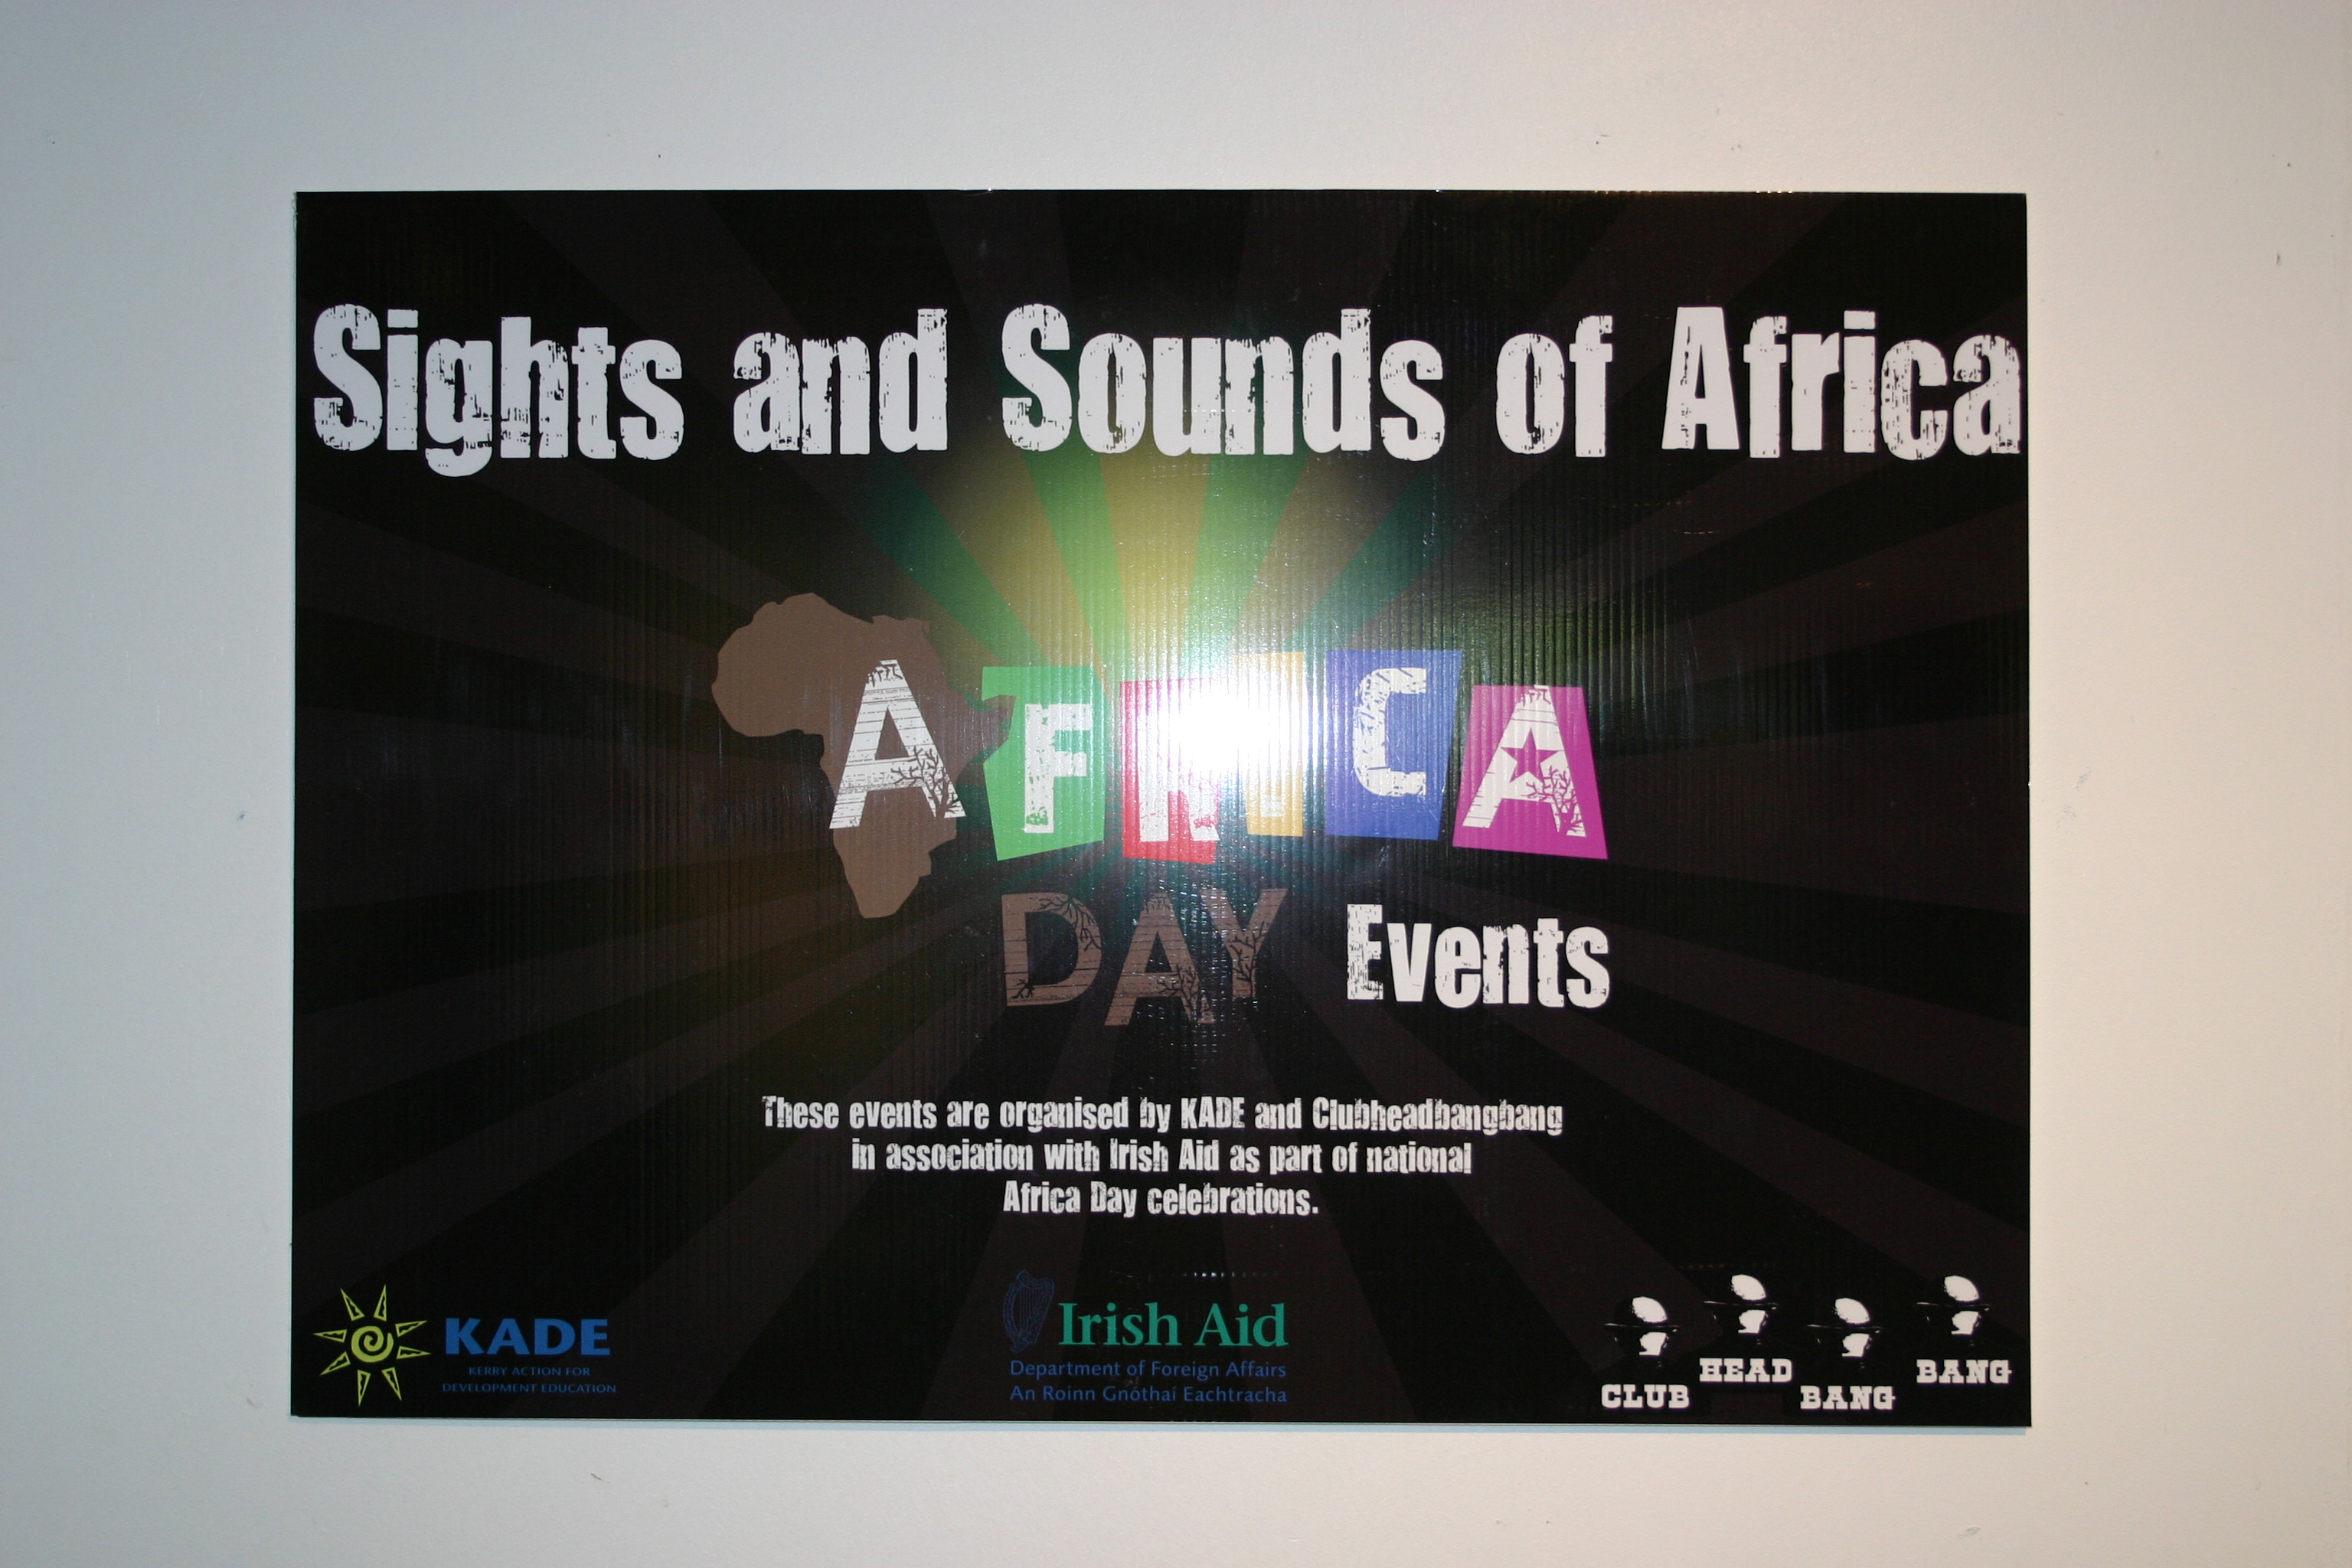 Sights and Sounds of Africa
AFRICA
DAY Events
These events are organised by KADE and Clubheadbangbang
in association with Irish Aid as part of national
Africa Day celebrations.
KADE
KERRY ACTION FOR
DEVELOPMENT EDUCATION
Irish Aid
Department of Foreign Affairs
An Roinn Gnóthaí Eachtracha
CLUB HEAD BANG BANG